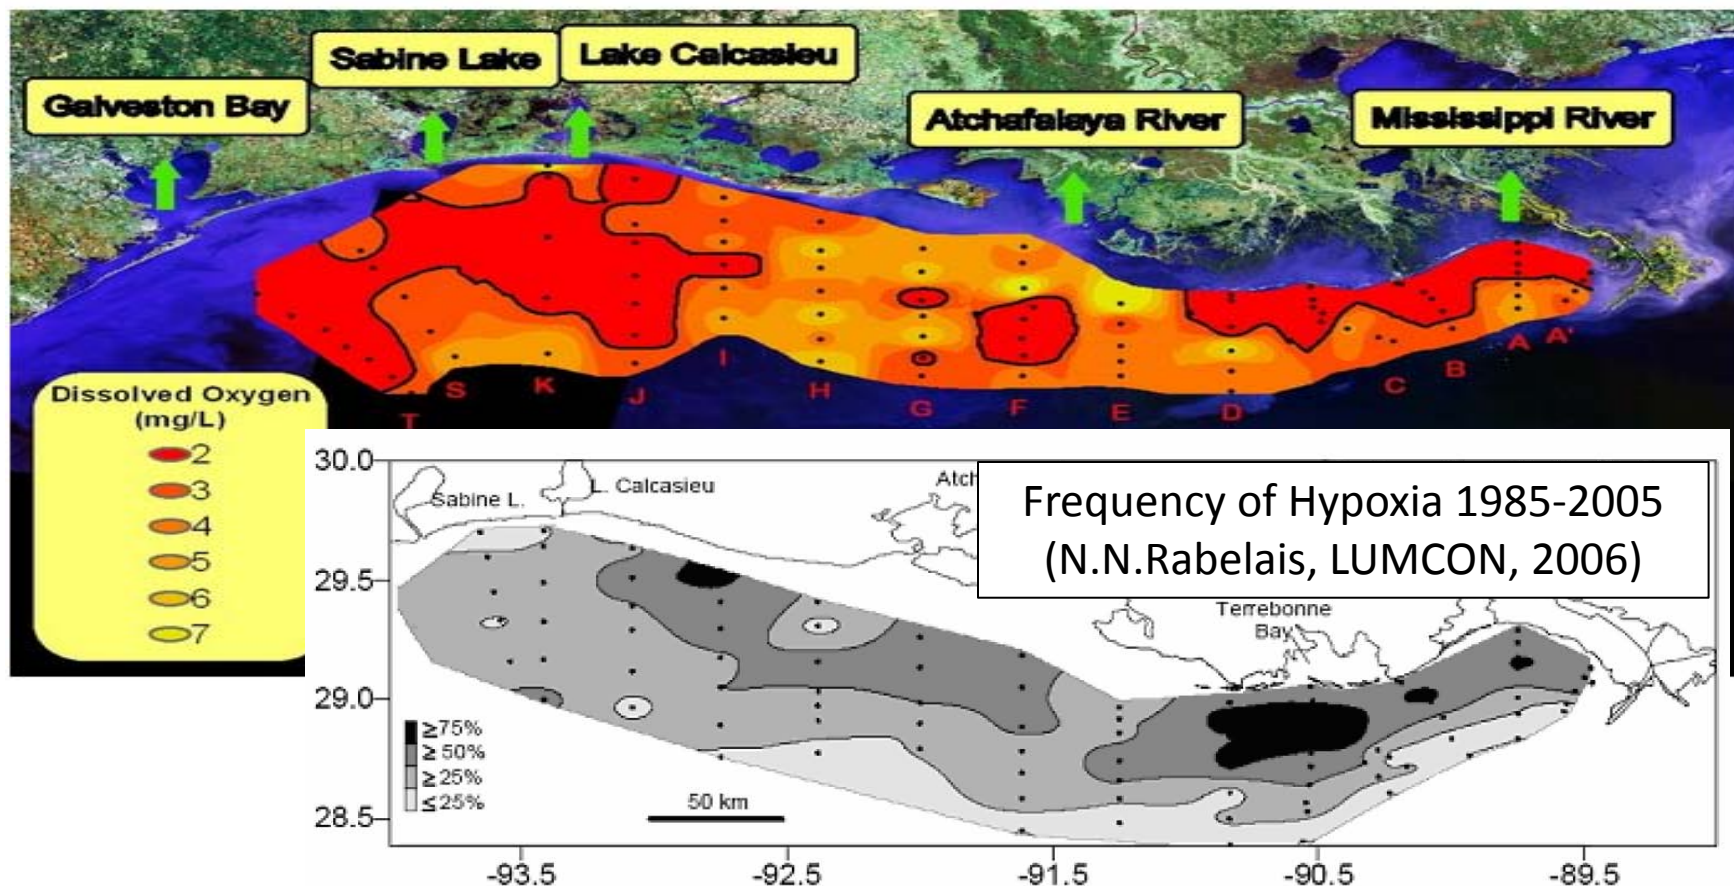 Galveston Bay
Sabine Lake
Lake Calcasieu
Atchafalaya River
Mississippi River
T
S
K
J
I
H
G
F
E
D
C
B
A
A'
Dissolved Oxygen
(mg/L)
2
3
4
5
6
7
Frequency of Hypoxia 1985-2005
(N.N.Rabelais, LUMCON, 2006)
30.0
29.5
29.0
28.5
Sabine L.
L. Calcasieu
Atc
Terrebonne
Bay
≥75%
≥ 50%
≥ 25%
≤ 25%
50 km
-93.5
-92.5
-91.5
-90.5
-89.5